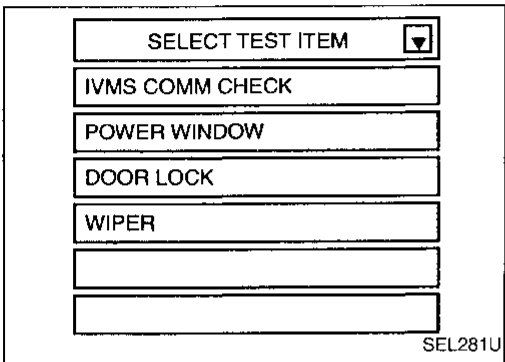 SELECT TEST ITEM
IVMS COMM CHECK
POWER WINDOW
DOOR LOCK
WIPER
SEL281U